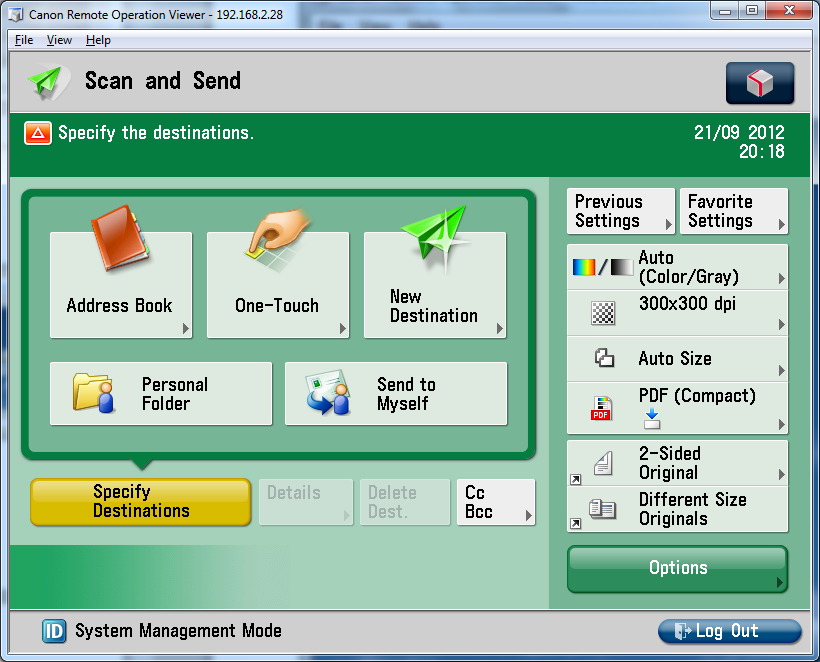 Canon Remote Operation Viewer - 192.168.2.28
File View Help
Scan and Send
Specify the destinations.
21/09 2012
20:18
Address Book
One-Touch
New
Destination
Personal
Folder
Send to
Myself
Specify
Destinations
Details
Delete
Dest.
Cc
Bcc
Previous
Settings
Favorite
Settings
Auto
(Color/Gray)
300x300 dpi
Auto Size
PDF (Compact)
PDF
2-Sided
Original
Different Size
Originals
Options
ID System Management Mode
Log Out